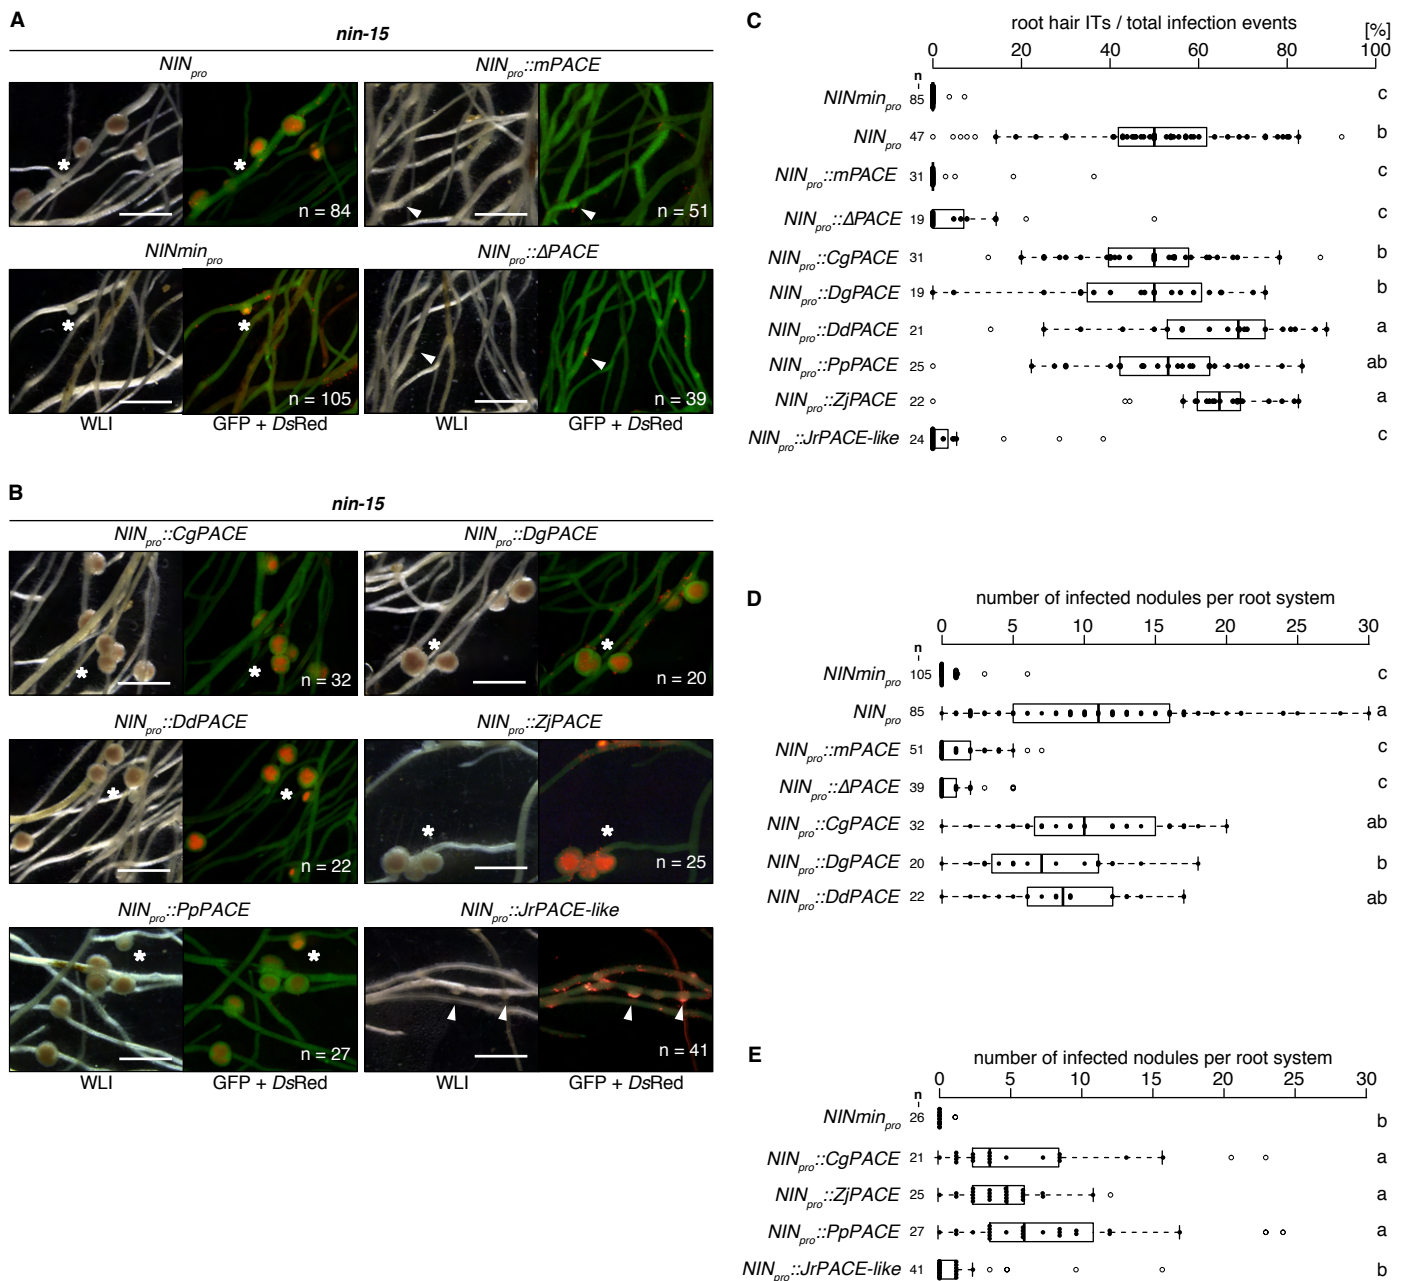 A
nin-15
NINpro
NINpro::mPACE
n = 84
n = 51
NINminpro
NINpro::ΔPACE
n = 105
n = 39
WLI
GFP + DsRed
WLI
GFP + DsRed
B
nin-15
NINpro::CgPACE
NINpro::DgPACE
n = 32
n = 20
NINpro::DdPACE
NINpro::ZjPACE
n = 22
n = 25
NINpro::PpPACE
NINpro::JrPACE-like
n = 27
n = 41
WLI
GFP + DsRed
WLI
GFP + DsRed
C
root hair ITs / total infection events
[%]
0 20 40 60 80 100
n
NINminpro 85 c
NINpro 47 b
NINpro::mPACE 31 c
NINpro::ΔPACE 19 c
NINpro::CgPACE 31 b
NINpro::DgPACE 19 b
NINpro::DdPACE 21 a
NINpro::PpPACE 25 ab
NINpro::ZjPACE 22 a
NINpro::JrPACE-like 24 c
D
number of infected nodules per root system
0 5 10 15 20 25 30
n
NINminpro 105 c
NINpro 85 a
NINpro::mPACE 51 c
NINpro::ΔPACE 39 c
NINpro::CgPACE 32 ab
NINpro::DgPACE 20 b
NINpro::DdPACE 22 ab
E
number of infected nodules per root system
0 5 10 15 20 25 30
n
NINminpro 26 b
NINpro::CgPACE 21 a
NINpro::ZjPACE 25 a
NINpro::PpPACE 27 a
NINpro::JrPACE-like 41 b